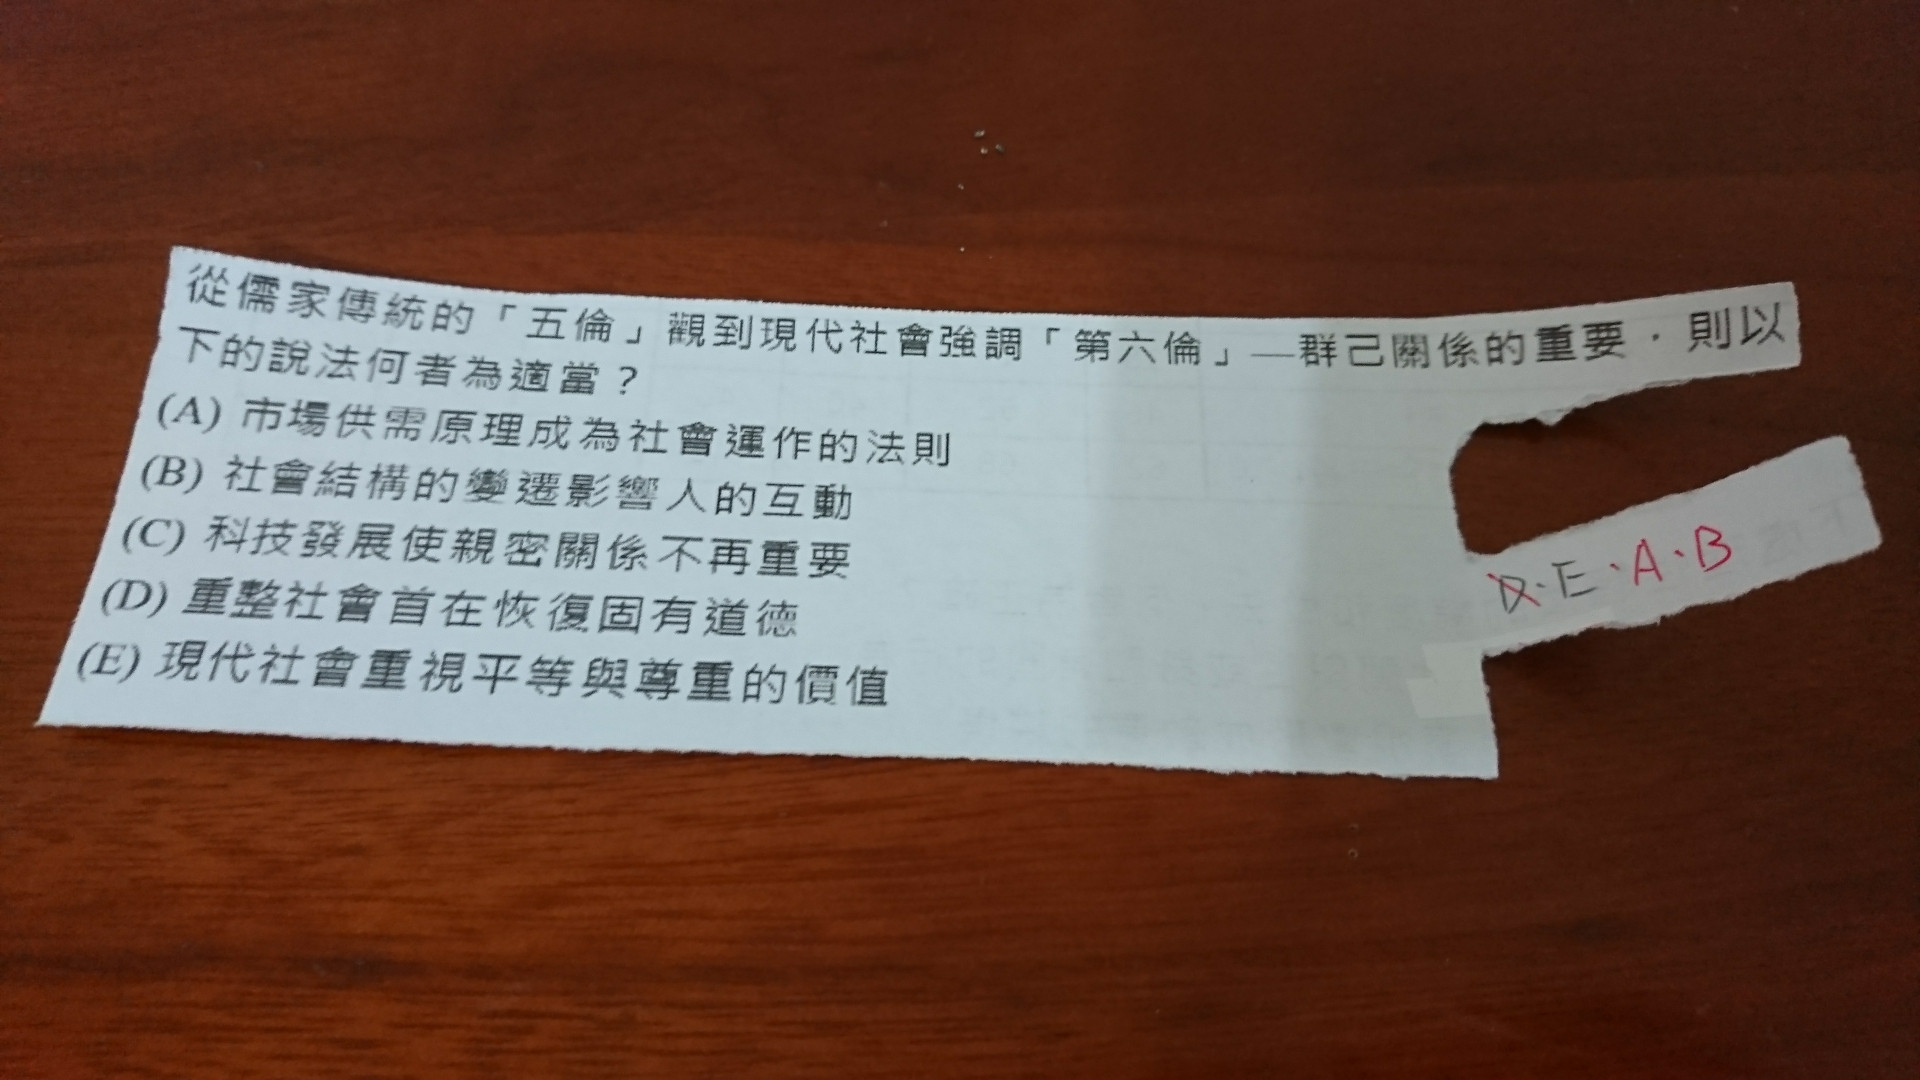 從儒家傳統的「五倫」觀到現代社會強調「第六倫」—群己關係的重要，則以
下的說法何者為適當？
(A) 市場供需原理成為社會運作的法則
(B) 社會結構的變遷影響人的互動
(C) 科技發展使親密關係不再重要
(D) 重整社會首在恢復固有道德
(E) 現代社會重視平等與尊重的價值
D、E、A、B